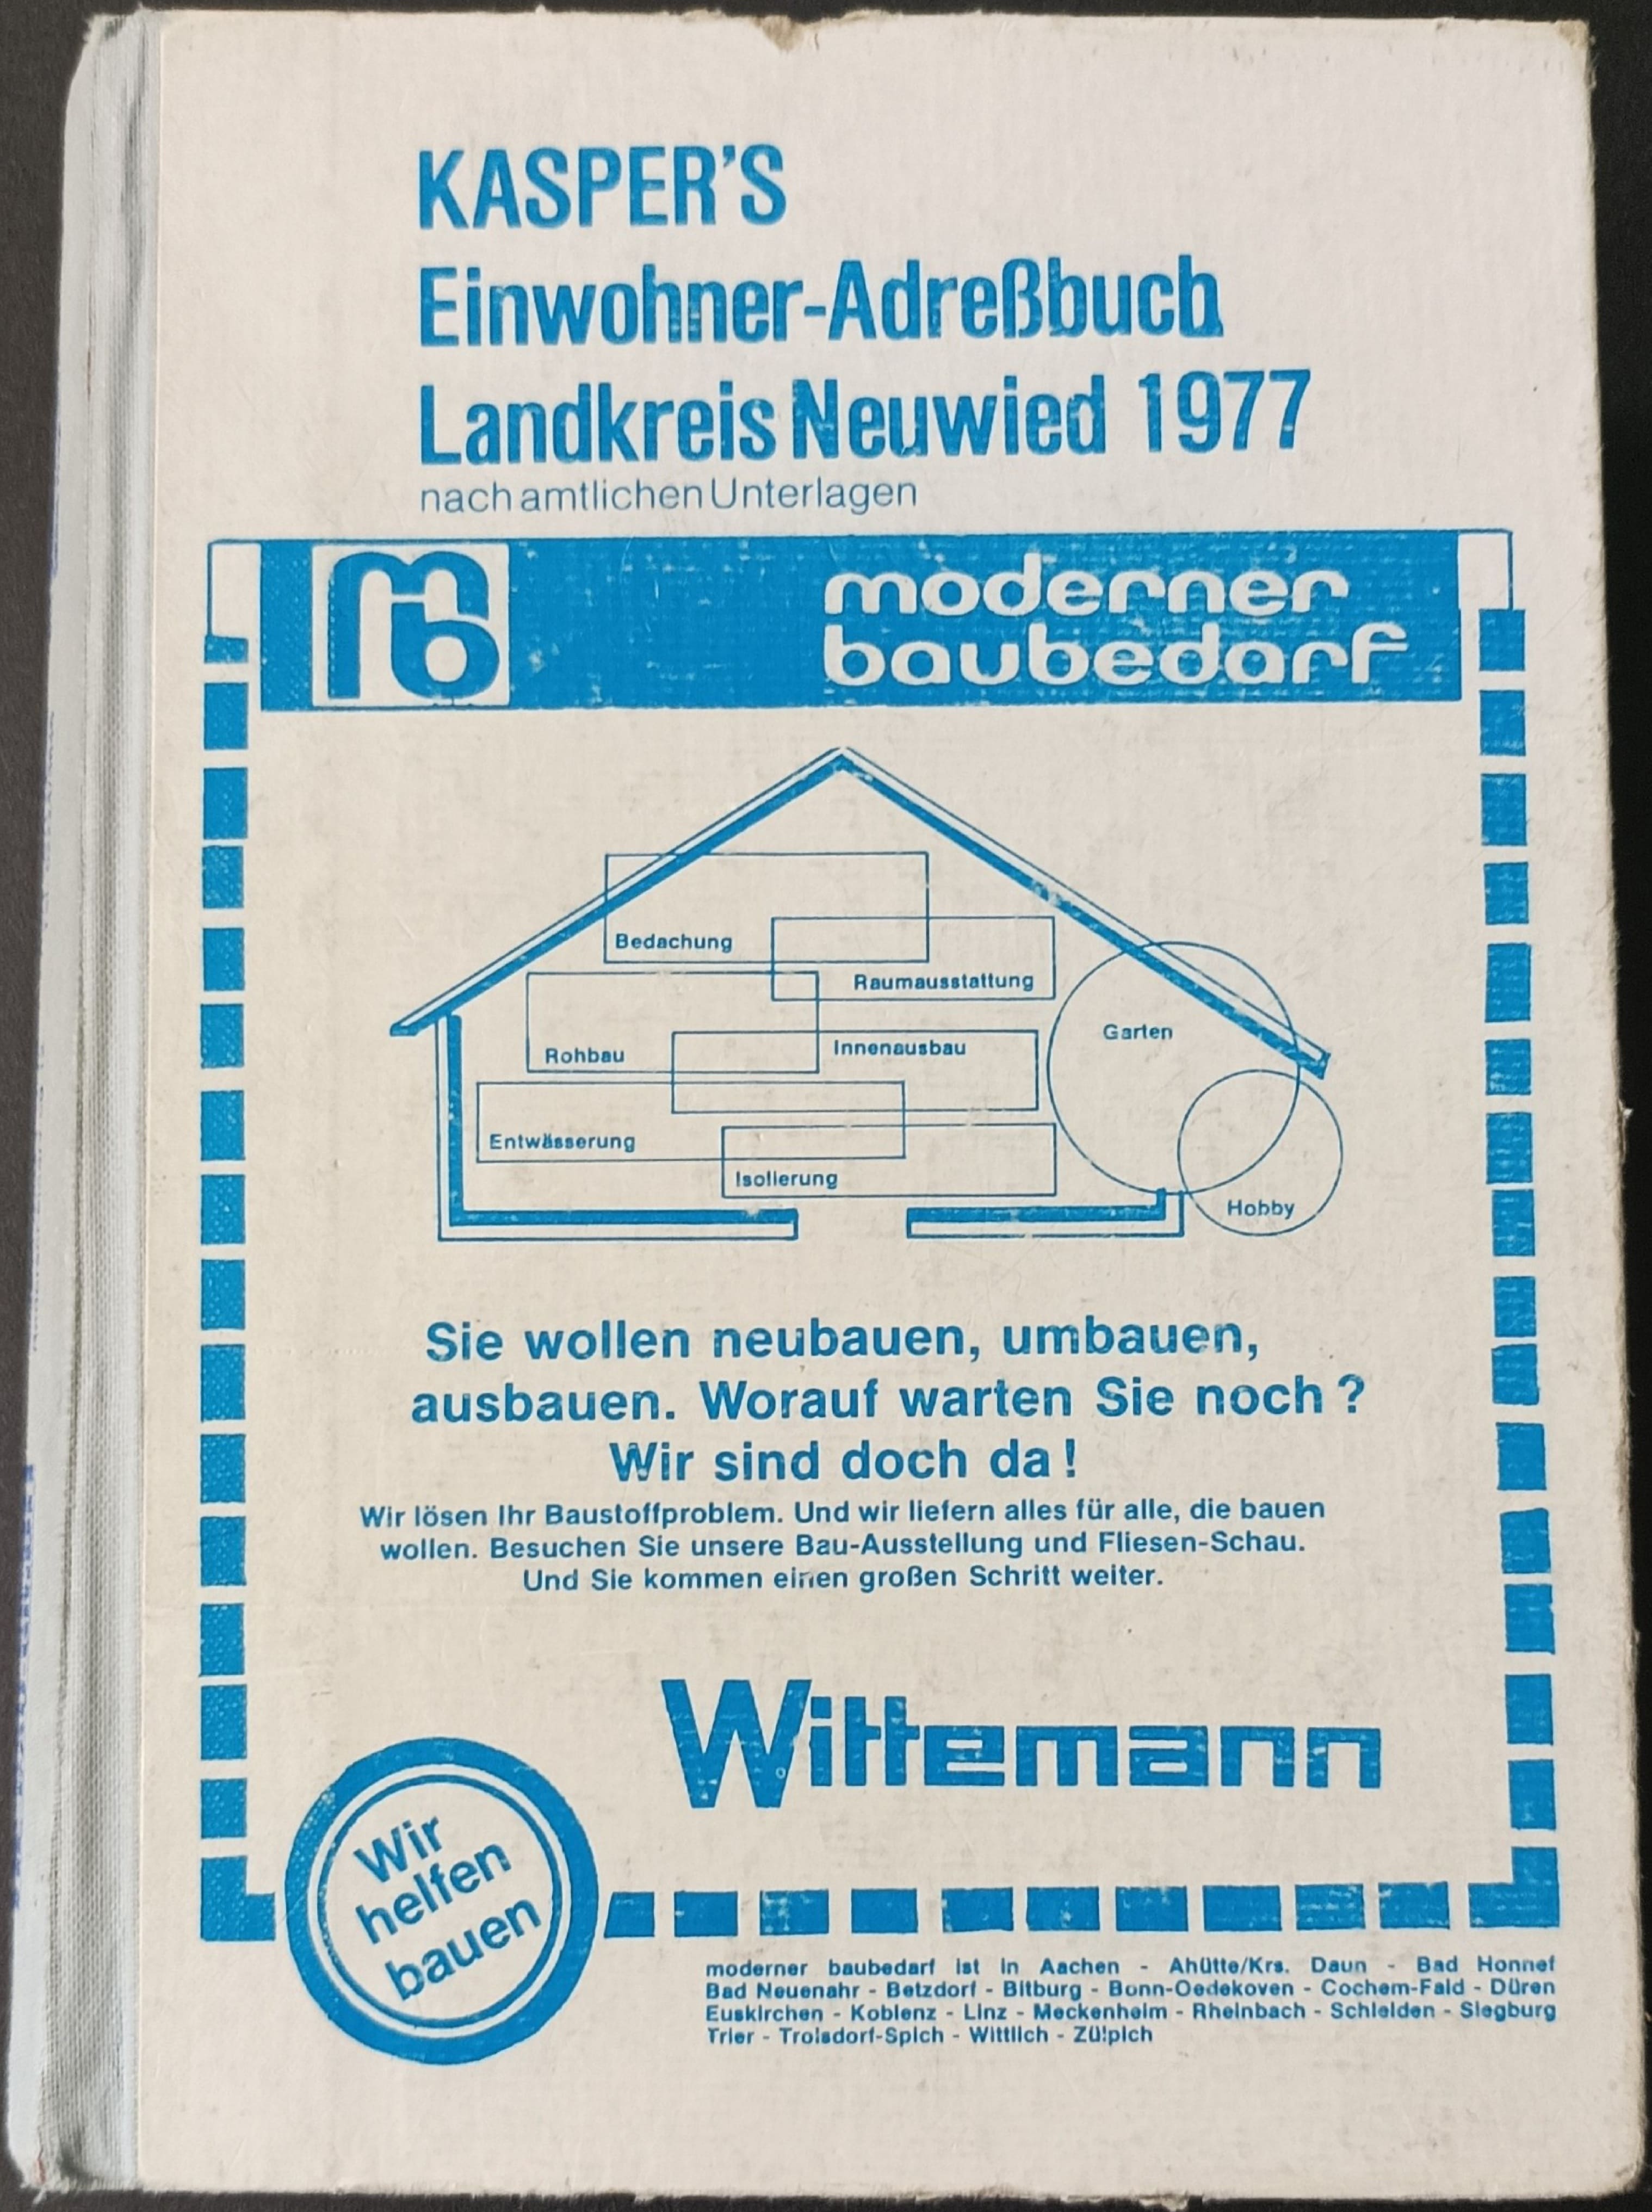 KASPER'S
Einwohner-Adreßbuch
Landkreis Neuwied 1977
nach amtlichen Unterlagen
mb
moderner
baubedarf
Bedachung
Raumausstattung
Garten
Rohbau
Innenausbau
Entwässerung
Isolierung
Hobby
Sie wollen neubauen, umbauen,
ausbauen. Worauf warten Sie noch?
Wir sind doch da!
Wir lösen Ihr Baustoffproblem. Und wir liefern alles für alle, die bauen
wollen. Besuchen Sie unsere Bau-Ausstellung und Fliesen-Schau.
Und Sie kommen einen großen Schritt weiter.
Wittemann
Wir
helfen
bauen
moderner baubedarf ist in Aachen - Ahütte/Krs. Daun - Bad Honnef
Bad Neuenahr - Betzdorf - Bitburg - Bonn-Oedekoven - Cochem-Faid - Düren
Euskirchen - Koblenz - Linz - Meckenheim - Rheinbach - Schleiden - Siegburg
Trier - Troisdorf-Spich - Wittlich - Zülpich